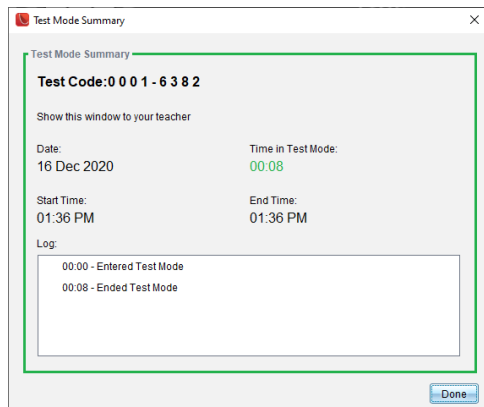 Test Mode Summary
Test Mode Summary
Test Code:0 0 0 1 - 6 3 8 2
Show this window to your teacher
Date:
16 Dec 2020
Time in Test Mode:
00:08
Start Time:
01:36 PM
End Time:
01:36 PM
Log:
00:00 - Entered Test Mode
00:08 - Ended Test Mode
Done